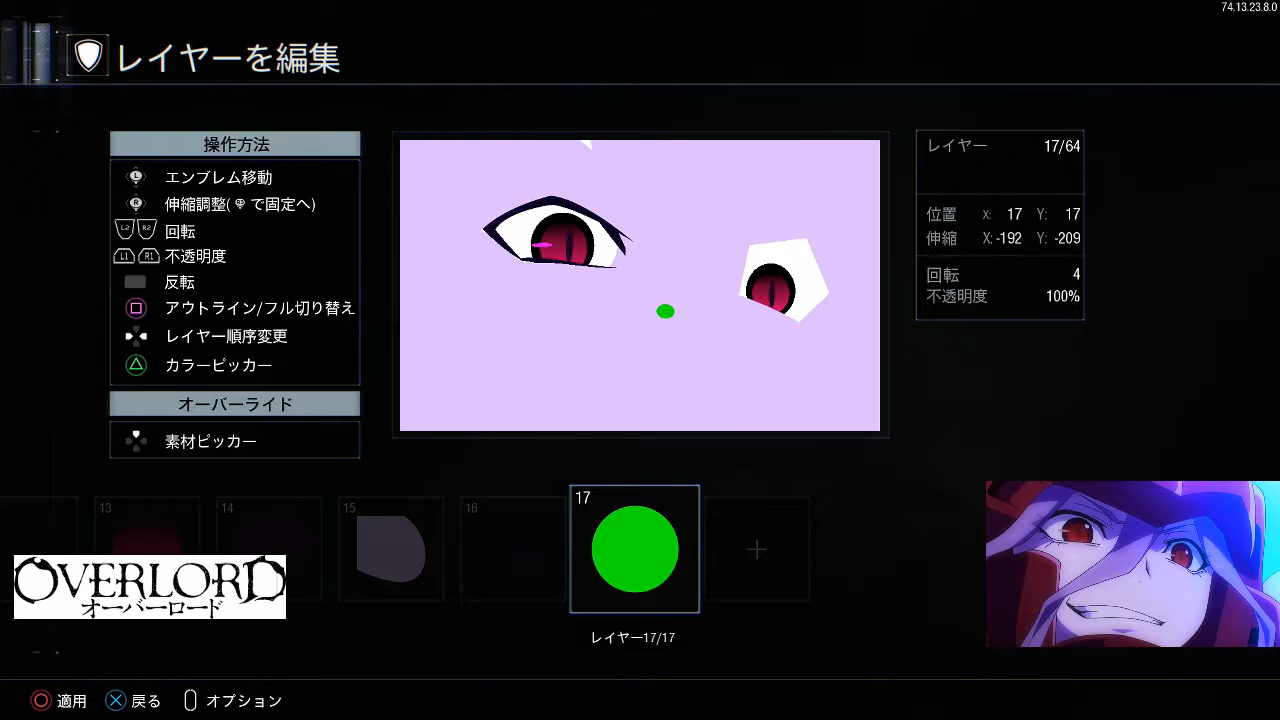 74.13.23.8.0
レイヤーを編集
操作方法
L エンブレム移動
R 伸縮調整( で固定へ)
L2 R2 回転
L1 R1 不透明度
反転
アウトライン/フル切り替え
レイヤー順序変更
カラーピッカー
オーバーライド
素材ピッカー
レイヤー 17/64
位置 X: 17 Y: 17
伸縮 X: -192 Y: -209
回転 4
不透明度 100%
13 14 15 16 17
OVERLORD
オーバーロード
レイヤー17/17
適用 戻る オプション